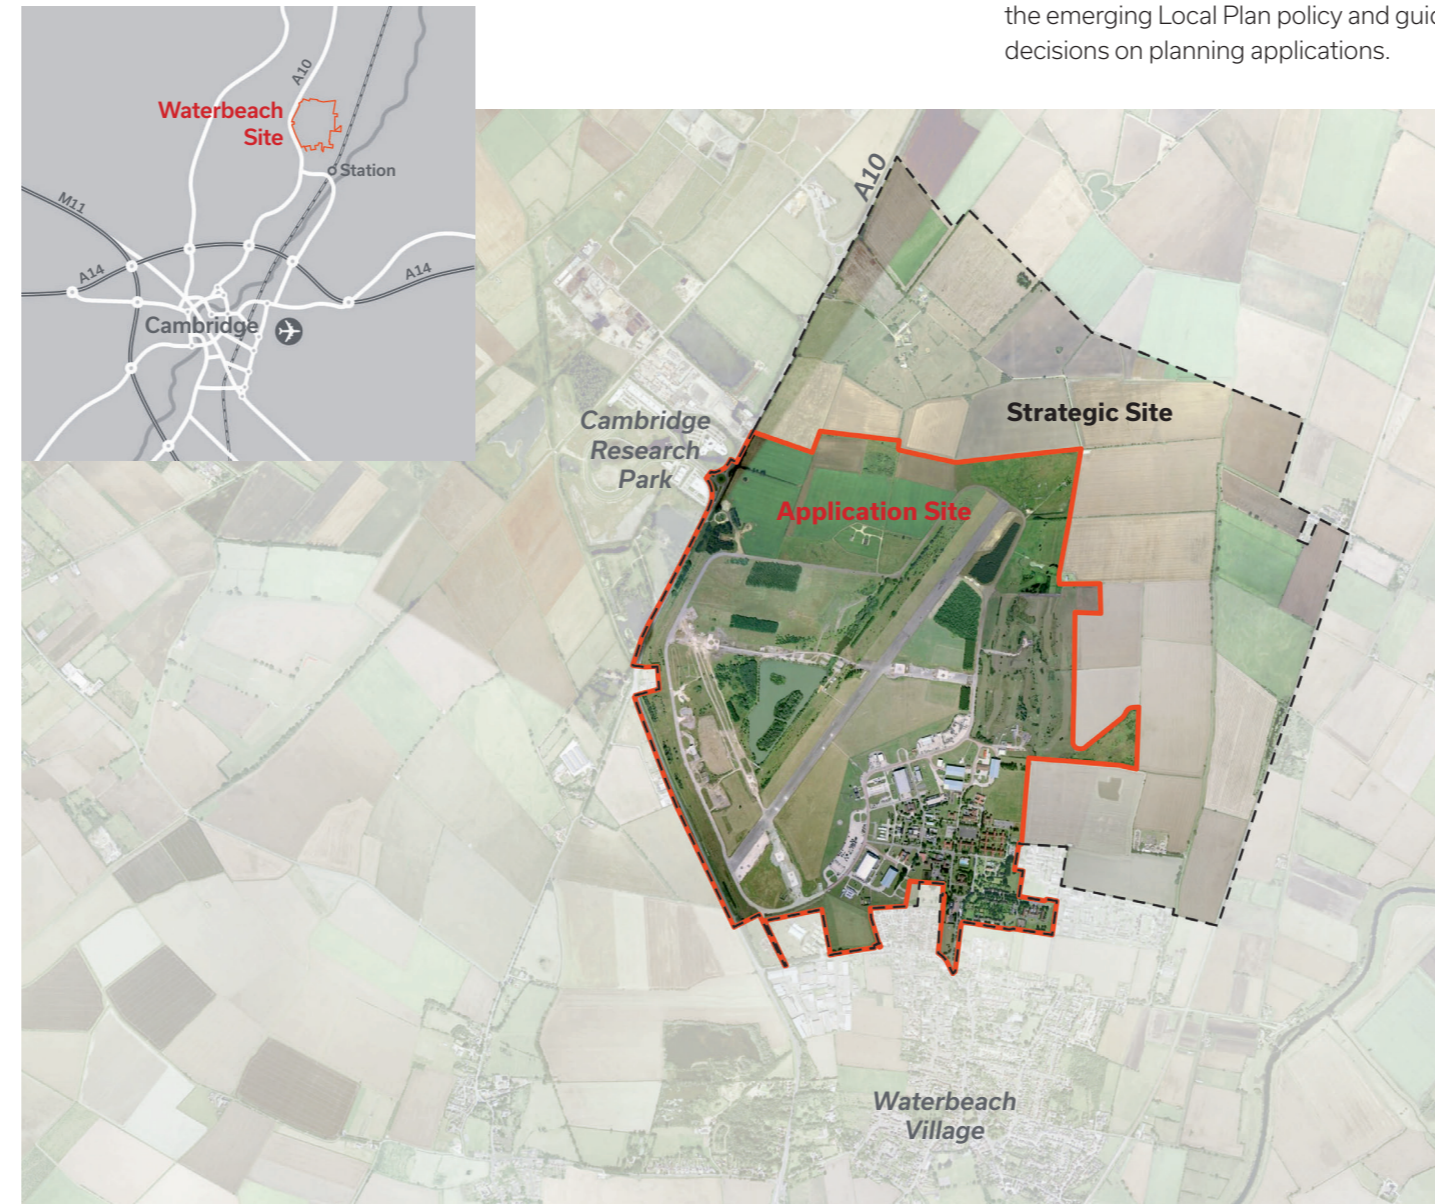 the emerging Local Plan policy and guid
decisions on planning applications.
A10
Waterbeach
Site
Station
M11
A14
A14
Cambridge
A10
Cambridge
Research
Park
Strategic Site
Application Site
Waterbeach
Village